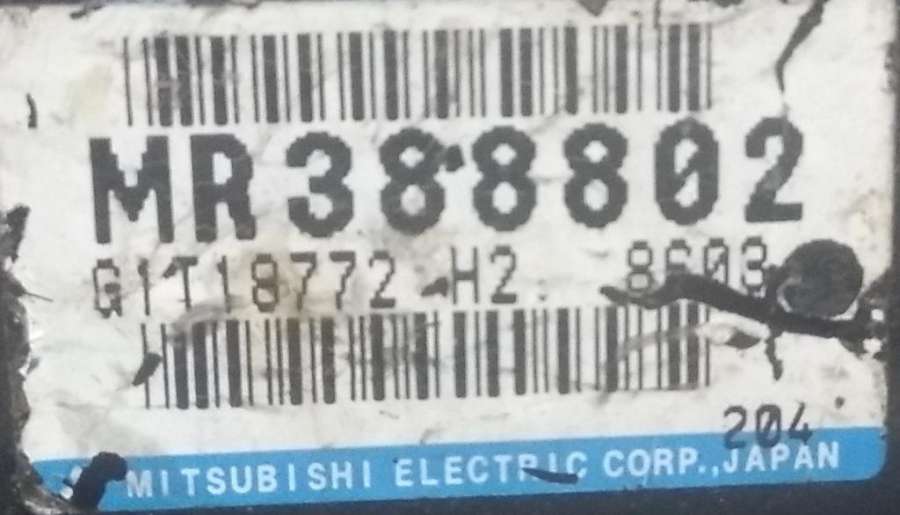 MR388802
G1T18772 H2. 8603
204
MITSUBISHI ELECTRIC CORP.,JAPAN